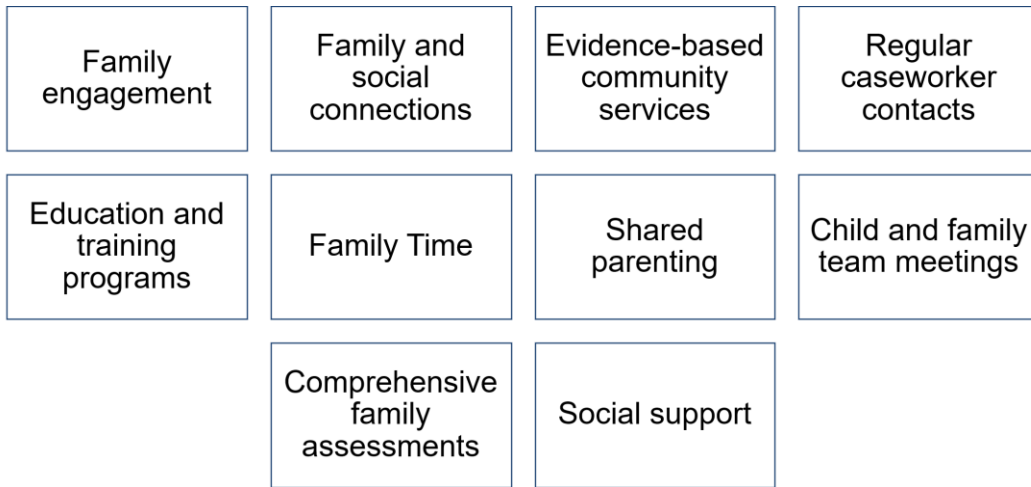 Family
engagement
Family and
social
connections
Evidence-based
community
services
Regular
caseworker
contacts
Education and
training
programs
Family Time
Shared
parenting
Child and family
team meetings
Comprehensive
family
assessments
Social support